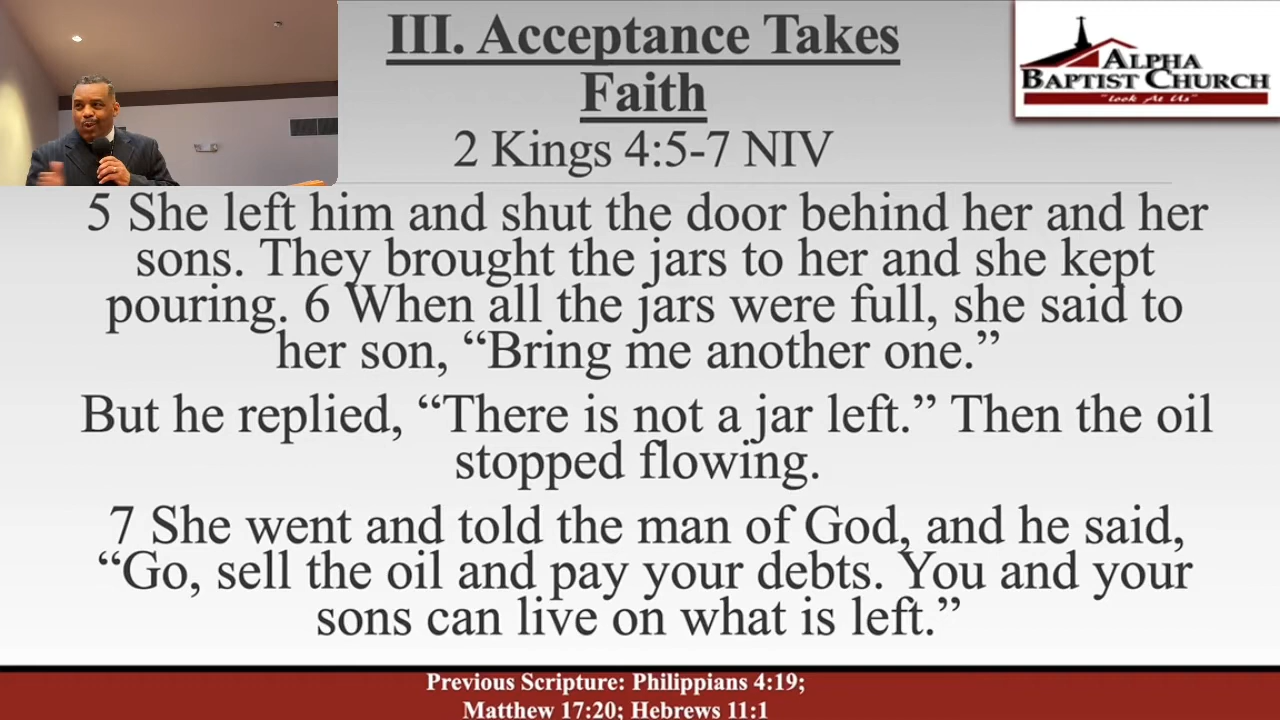 III. Acceptance Takes
Faith
2 Kings 4:5-7 NIV
ALPHA
BAPTIST CHURCH
"Look At Us"
5 She left him and shut the door behind her and her
sons. They brought the jars to her and she kept
pouring. 6 When all the jars were full, she said to
her son, “Bring me another one.”
But he replied, “There is not a jar left.” Then the oil
stopped flowing.
7 She went and told the man of God, and he said,
“Go, sell the oil and pay your debts. You and your
sons can live on what is left.”
Previous Scripture: Philippians 4:19;
Matthew 17:20; Hebrews 11:1